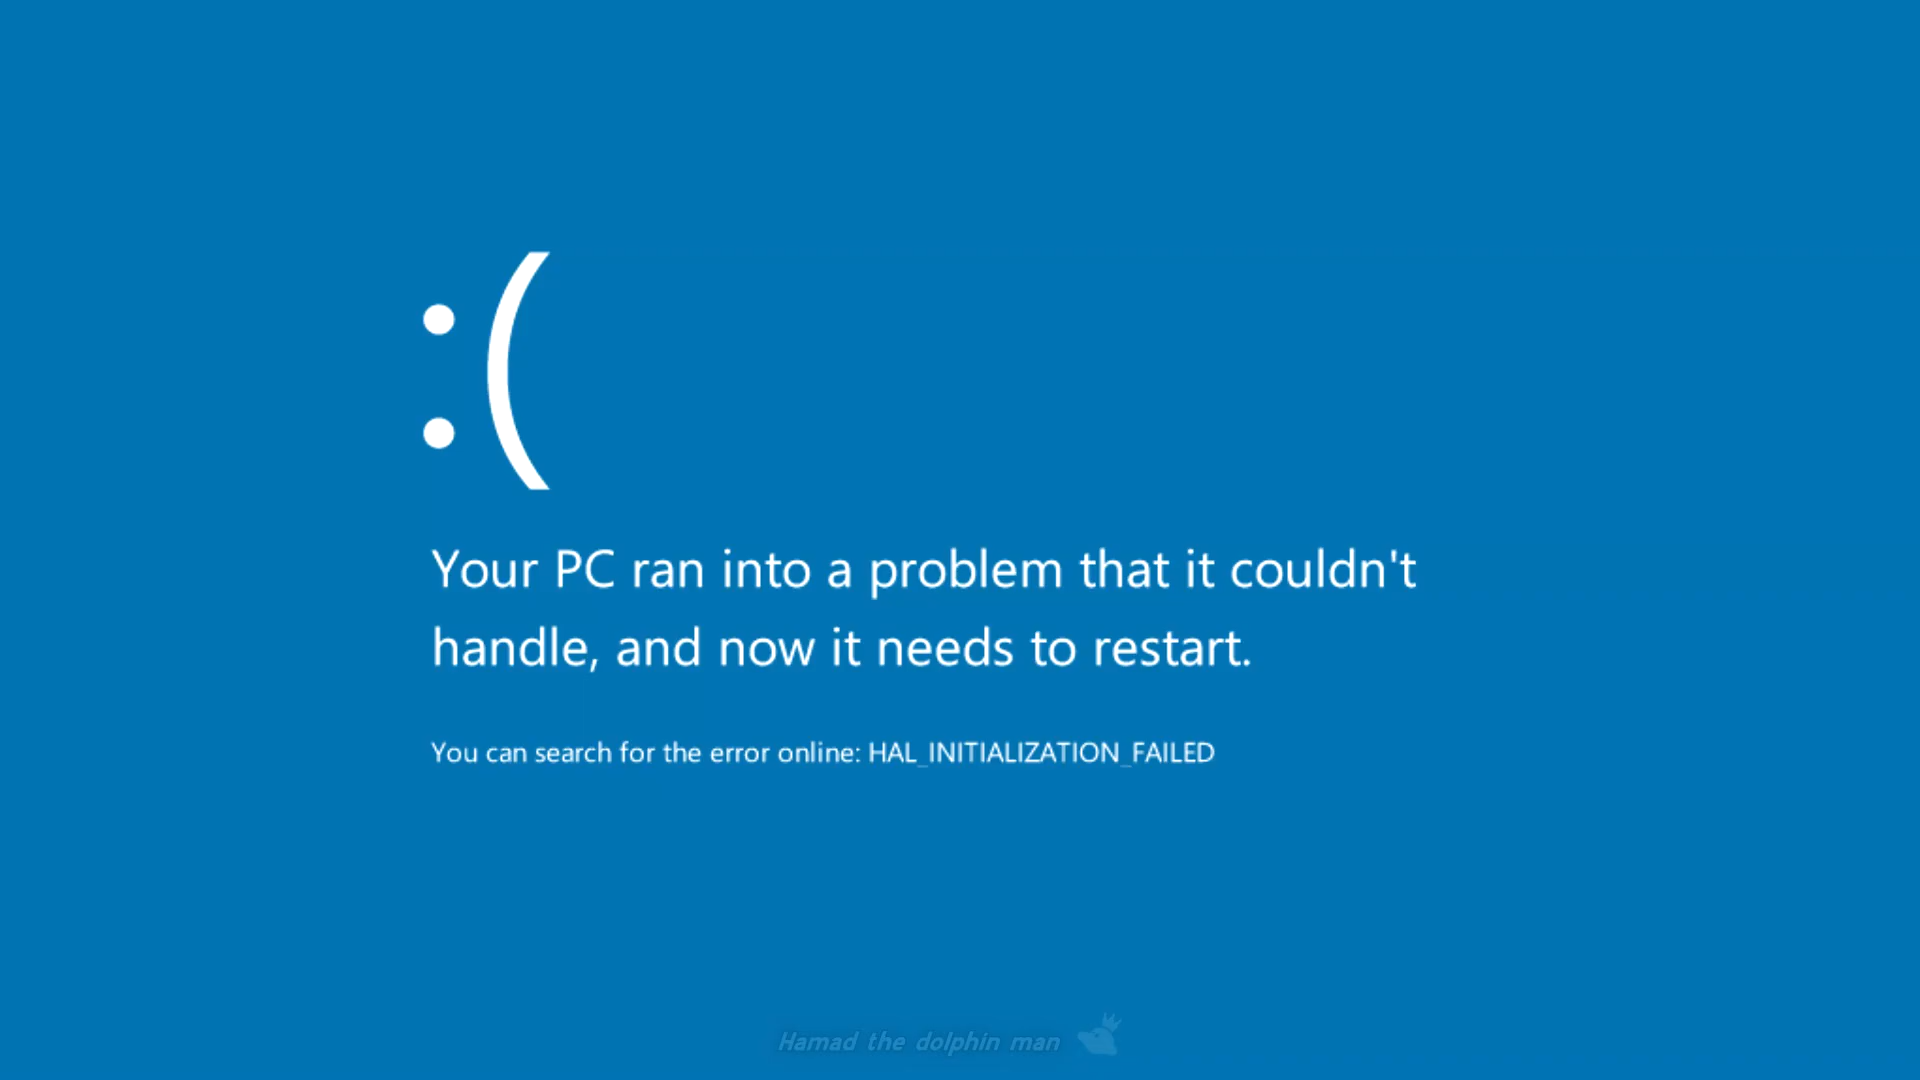 :(
Your PC ran into a problem that it couldn't
handle, and now it needs to restart.
You can search for the error online: HAL_INITIALIZATION_FAILED
Hamad the dolphin man